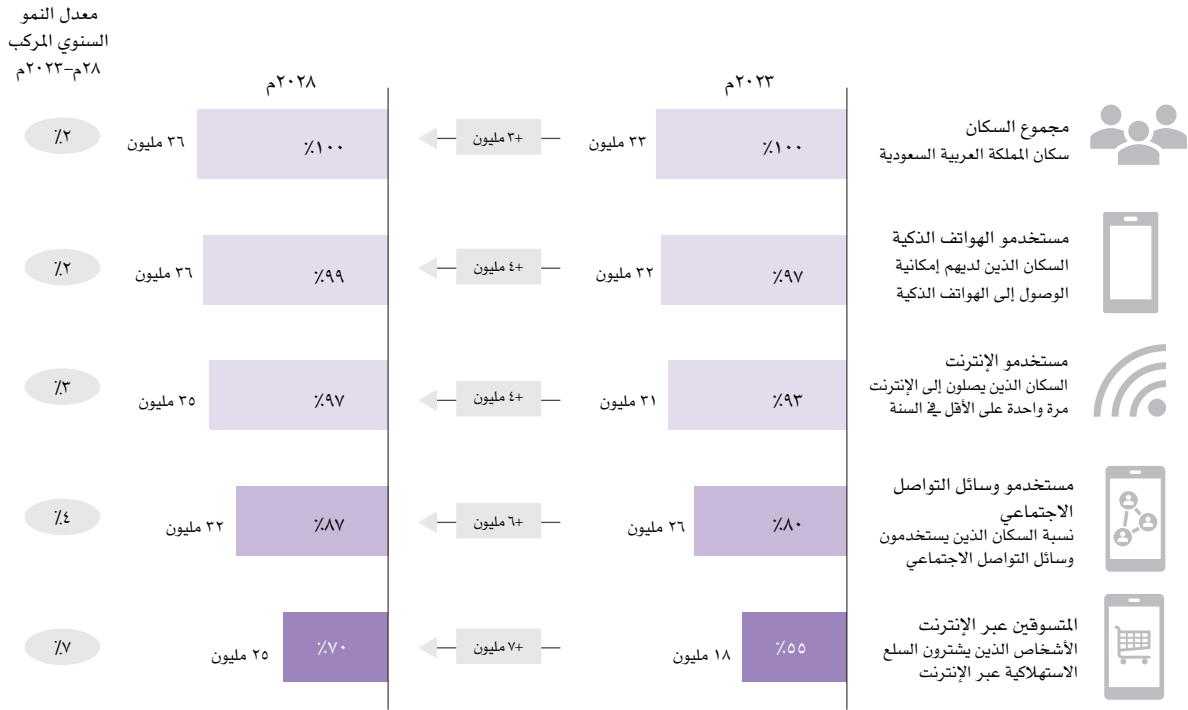 معدل النمو
السنوي المركب
٢٨م–٢٠٢٣م
٢٠٢٣م
٢٠٢٨م
مجموع السكان
سكان المملكة العربية السعودية
٪١٠٠
٣٣ مليون
+٣ مليون
٪١٠٠
٣٦ مليون
٪٢
مستخدمو الهواتف الذكية
السكان الذين لديهم إمكانية
الوصول إلى الهواتف الذكية
٪٩٧
٣٢ مليون
+٤ مليون
٪٩٩
٣٦ مليون
٪٢
مستخدمو الإنترنت
السكان الذين يصلون إلى الإنترنت
مرة واحدة على الأقل في السنة
٪٩٣
٣١ مليون
+٤ مليون
٪٩٧
٣٥ مليون
٪٣
مستخدمو وسائل التواصل
الاجتماعي
نسبة السكان الذين يستخدمون
وسائل التواصل الاجتماعي
٪٨٠
٢٦ مليون
+٦ مليون
٪٨٧
٣٢ مليون
٪٤
المتسوقين عبر الإنترنت
الأشخاص الذين يشترون السلع
الاستهلاكية عبر الإنترنت
٪٥٥
١٨ مليون
+٧ مليون
٪٧٠
٢٥ مليون
٪٧